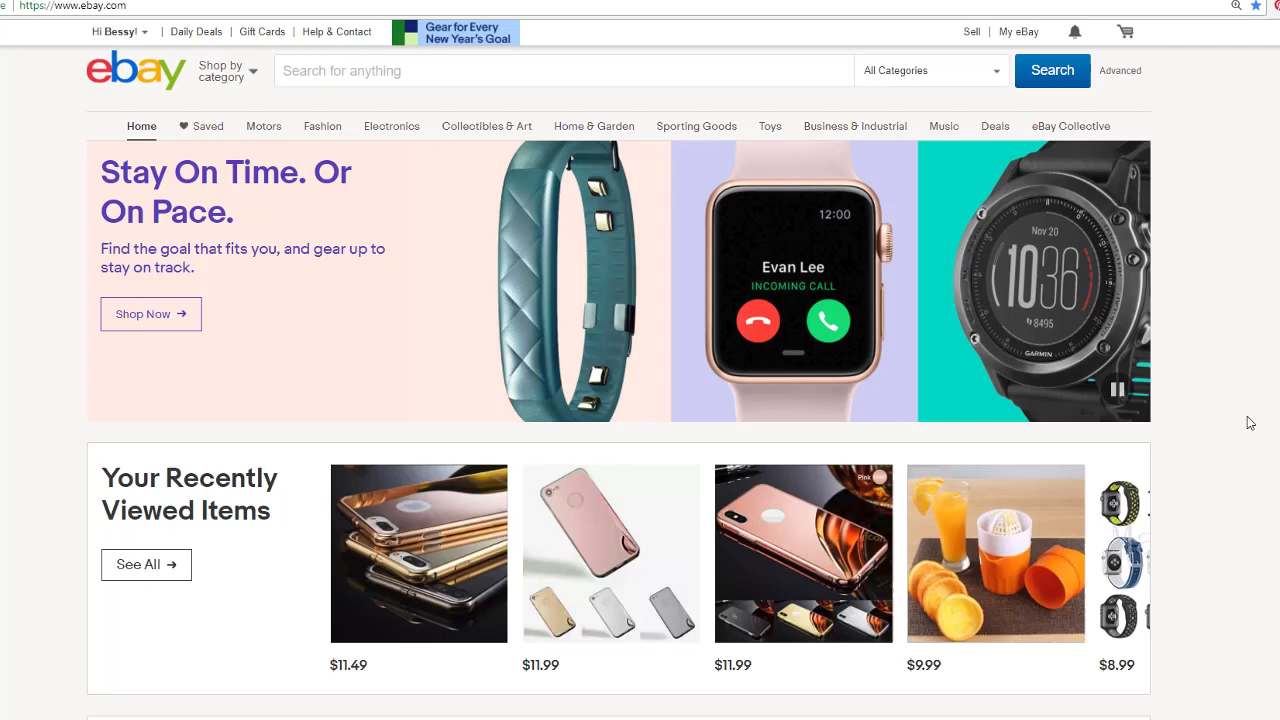 https://www.ebay.com
Hi Bessy!
Daily Deals
Gift Cards
Help & Contact
Gear for Every
New Year's Goal
Sell
My eBay
ebay
Shop by
category
Search for anything
All Categories
Search
Advanced
Home
Saved
Motors
Fashion
Electronics
Collectibles & Art
Home & Garden
Sporting Goods
Toys
Business & Industrial
Music
Deals
eBay Collective
Stay On Time. Or
On Pace.
Find the goal that fits you, and gear up to
stay on track.
Shop Now
12:00
Evan Lee
INCOMING CALL
Nov 20
1036
8495
GARMIN
Your Recently
Viewed Items
See All
Pink
$11.49
$11.99
$11.99
$9.99
$8.99